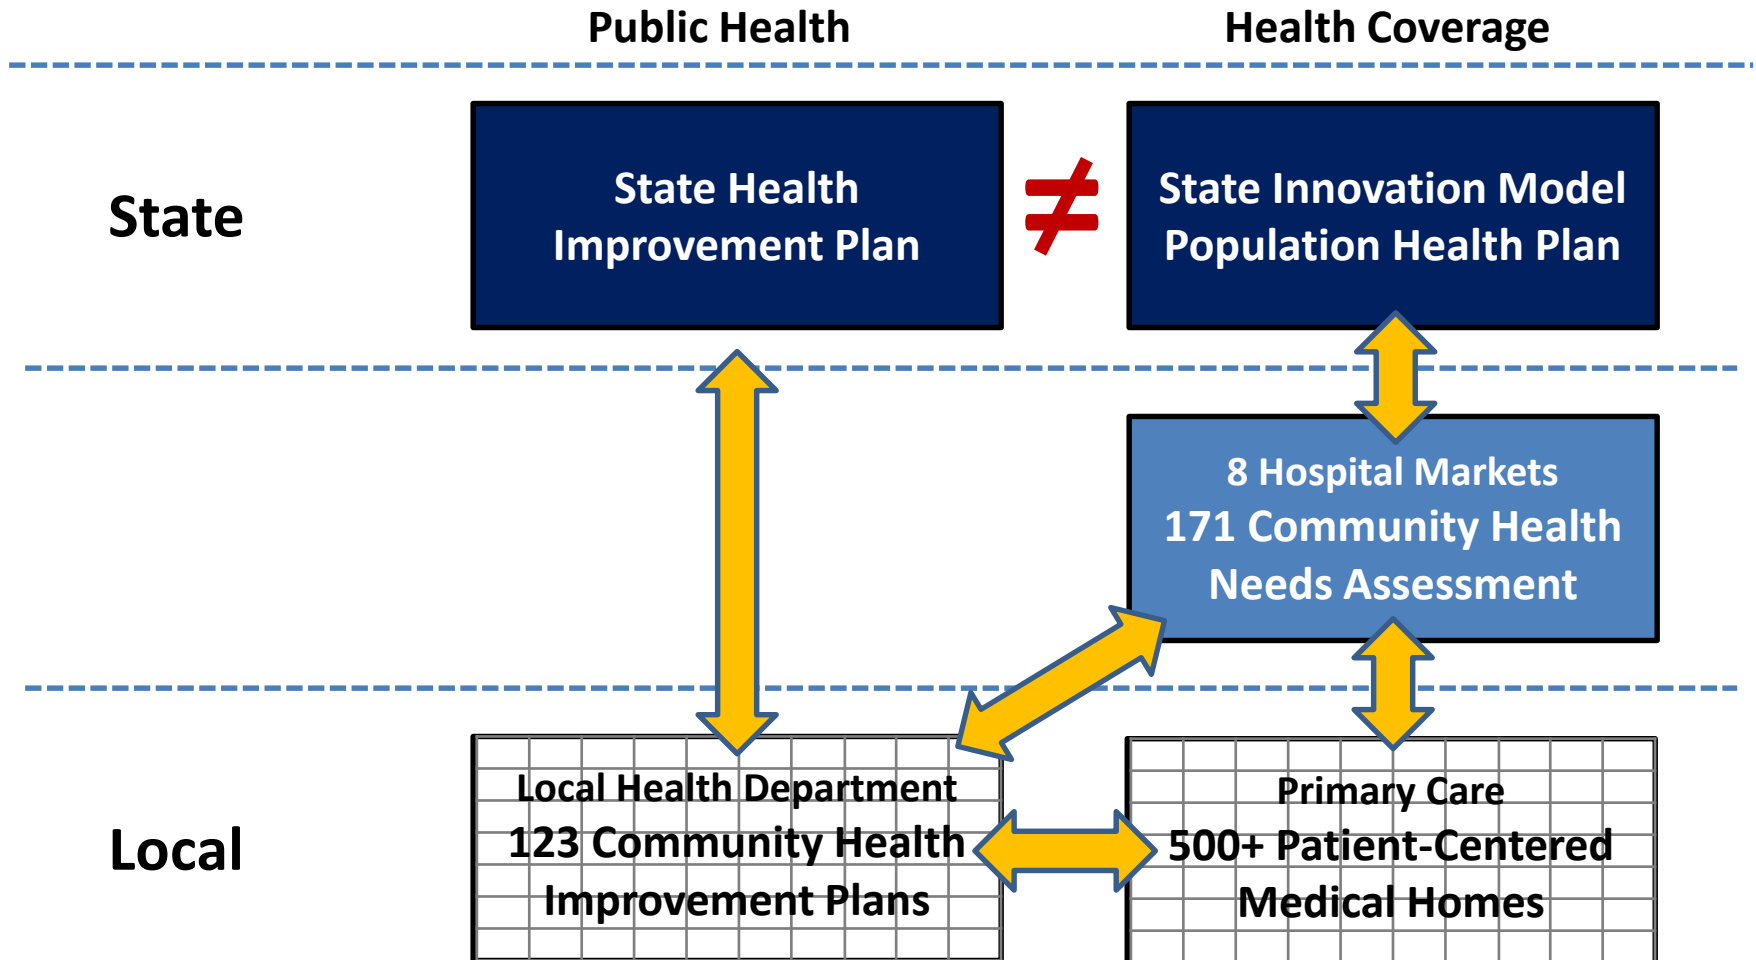 Public Health
Health Coverage
State
State Health
Improvement Plan
≠
State Innovation Model
Population Health Plan
8 Hospital Markets
171 Community Health
Needs Assessment
Local
Local Health Department
123 Community Health
Improvement Plans
Primary Care
500+ Patient-Centered
Medical Homes